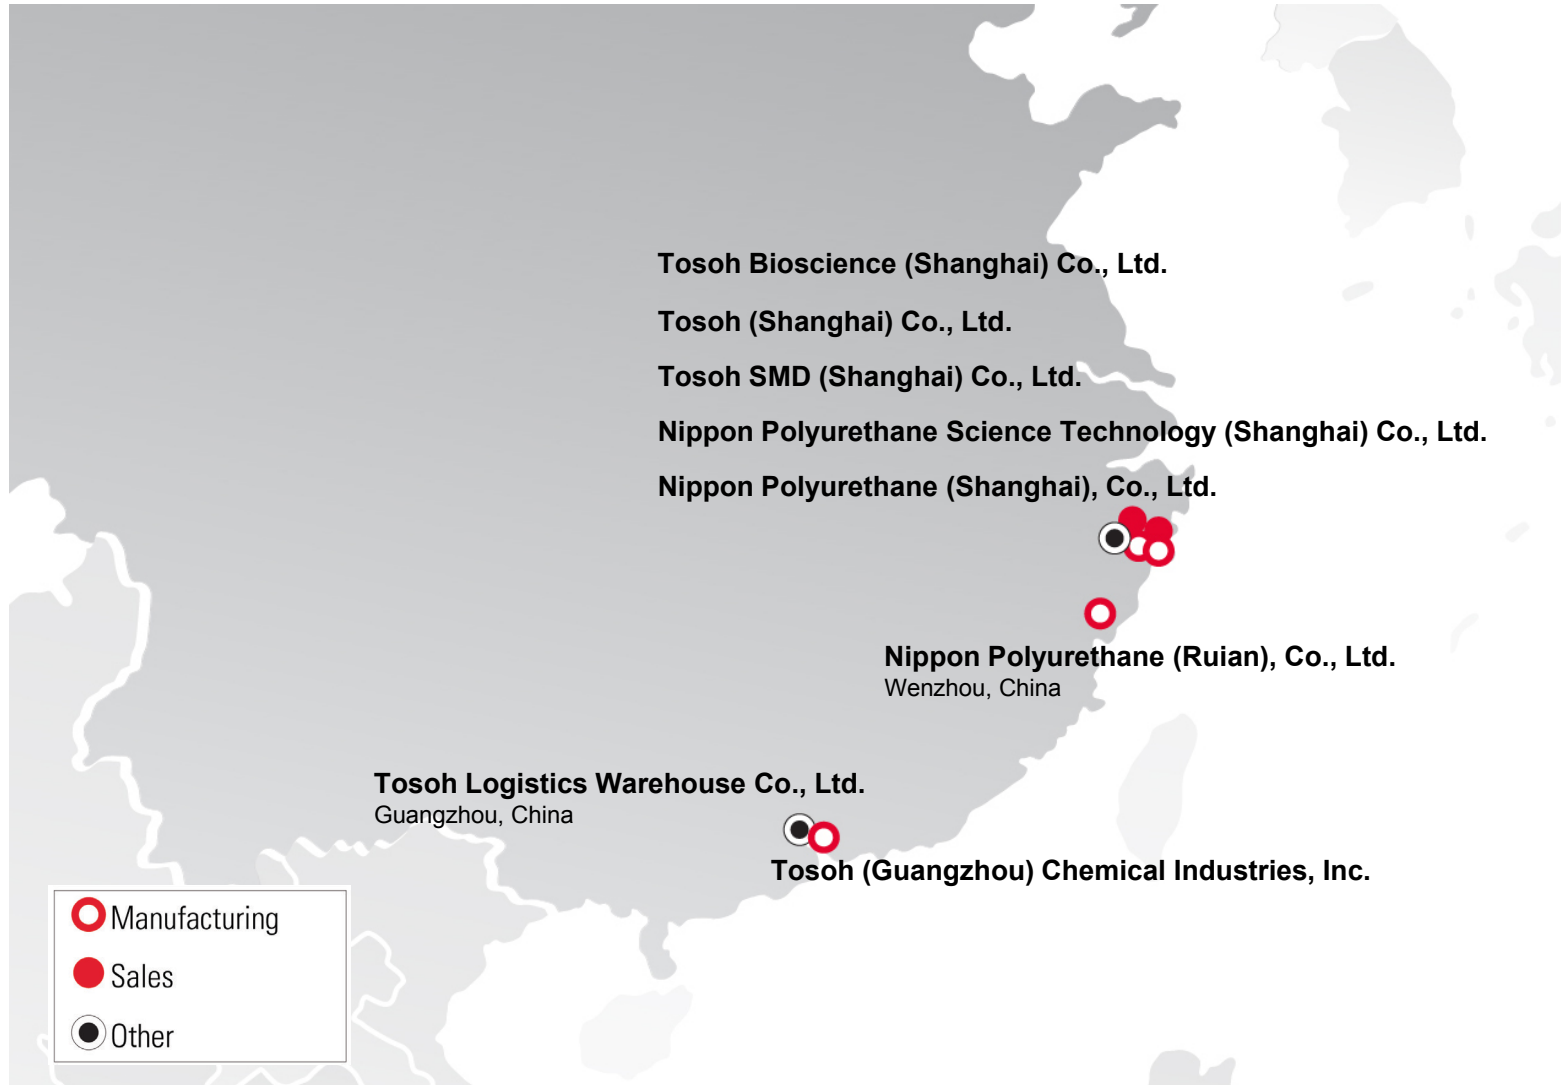 Tosoh Bioscience (Shanghai) Co., Ltd.
Tosoh (Shanghai) Co., Ltd.
Tosoh SMD (Shanghai) Co., Ltd.
Nippon Polyurethane Science Technology (Shanghai) Co., Ltd.
Nippon Polyurethane (Shanghai), Co., Ltd.
Nippon Polyurethane (Ruian), Co., Ltd.
Wenzhou, China
Tosoh Logistics Warehouse Co., Ltd.
Guangzhou, China
Tosoh (Guangzhou) Chemical Industries, Inc.
Manufacturing
Sales
Other